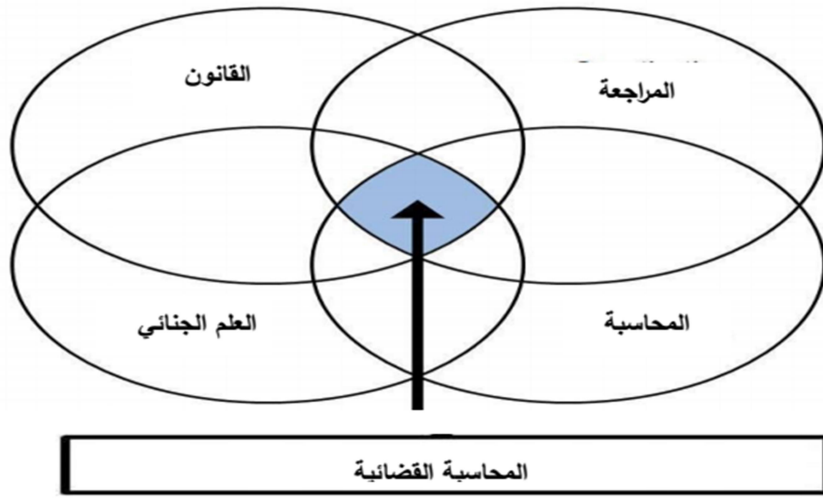 القانون
المراجعة
العلم الجنائي
المحاسبة
المحاسبة القضائية